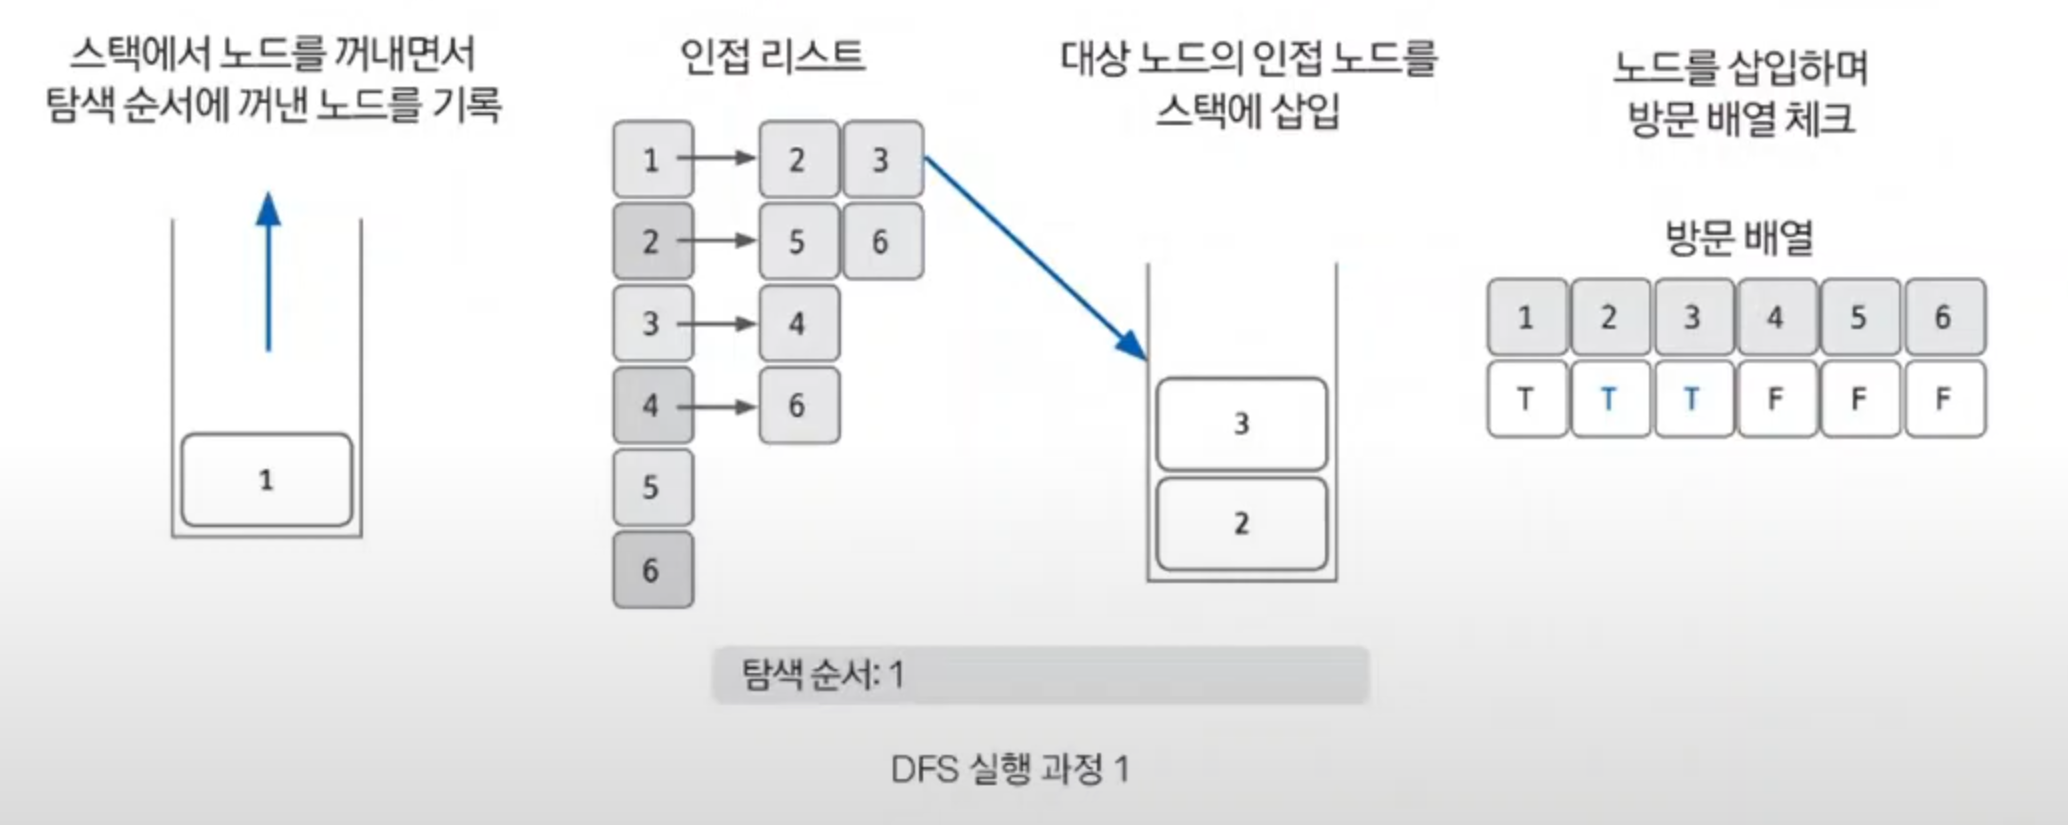 스택에서 노드를 꺼내면서
탐색 순서에 꺼낸 노드를 기록
1
인접 리스트
1 2 3
2 5 6
3 4
4 6
5
6
대상 노드의 인접 노드를
스택에 삽입
3
2
노드를 삽입하며
방문 배열 체크
방문 배열
1 2 3 4 5 6
T T T F F F
탐색 순서: 1
DFS 실행 과정 1